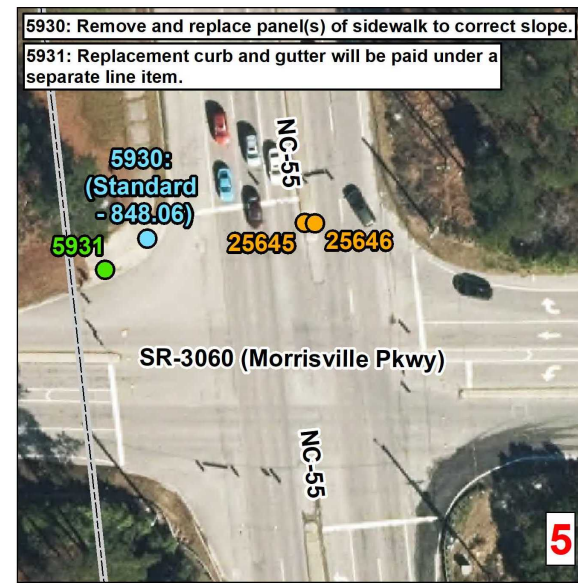 5930: Remove and replace panel(s) of sidewalk to correct slope.
5931: Replacement curb and gutter will be paid under a
separate line item.
NC-55
5930:
(Standard
- 848.06)
5931
25645
25646
SR-3060 (Morrisville Pkwy)
NC-55
5